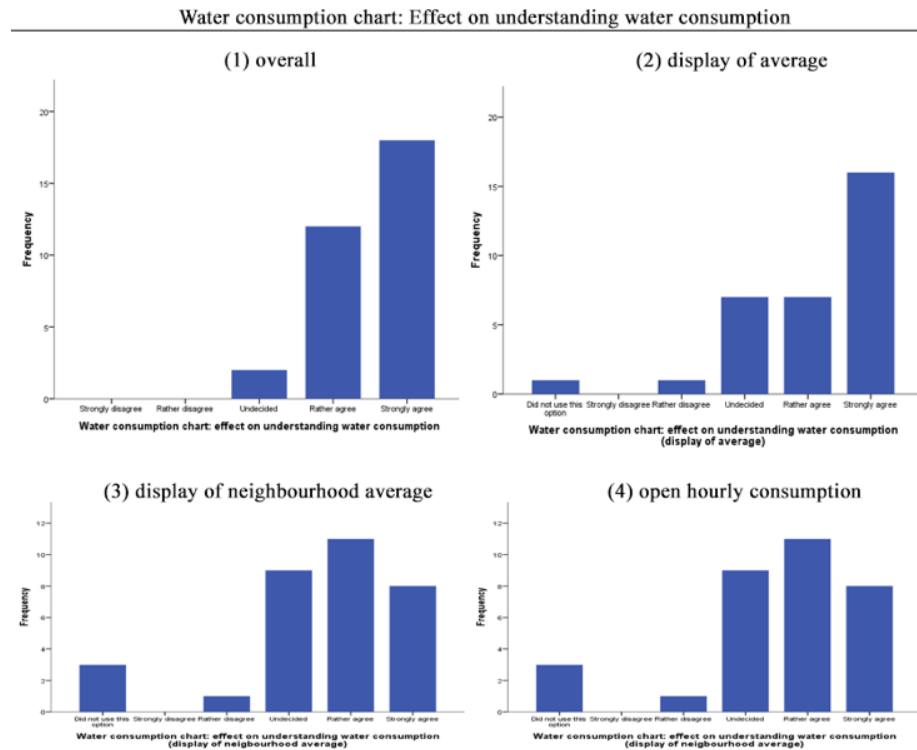 Water consumption chart: Effect on understanding water consumption
(1) overall
20
15
10
5
0
Frequency
Strongly disagree Rather disagree Undecided Rather agree Strongly agree
Water consumption chart: effect on understanding water consumption
(2) display of average
20
15
10
5
0
Frequency
Did not use this option Strongly disagree Rather disagree Undecided Rather agree Strongly agree
Water consumption chart: effect on understanding water consumption
(display of average)
(3) display of neighbourhood average
12
10
8
6
4
2
0
Frequency
Did not use this option Strongly disagree Rather disagree Undecided Rather agree Strongly agree
Water consumption chart: effect on understanding water consumption
(display of neigbourhood average)
(4) open hourly consumption
12
10
8
6
4
2
0
Frequency
Did not use this option Strongly disagree Rather disagree Undecided Rather agree Strongly agree
Water consumption chart: effect on understanding water consumption
(display of neighbourhood average)